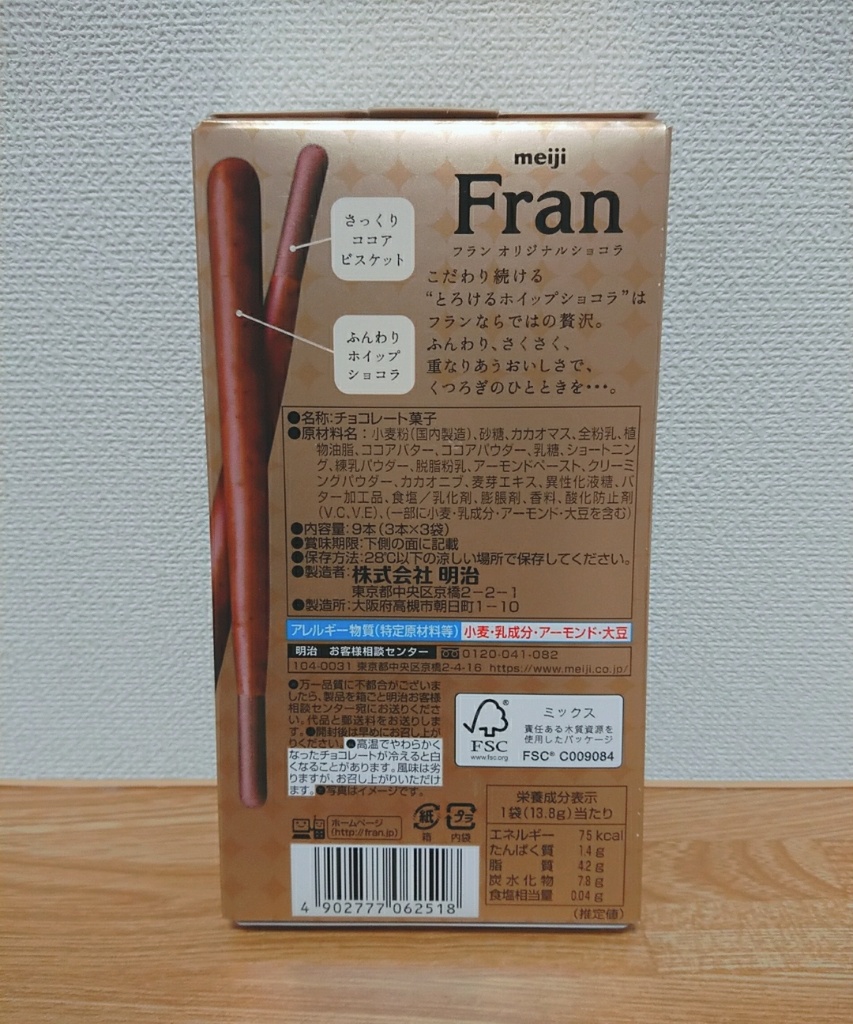 meiji
Fran
フラン オリジナルショコラ
さっくり
ココア
ビスケット
ふんわり
ホイップ
ショコラ
こだわり続ける
“とろけるホイップショコラ”は
フランならではの贅沢。
ふんわり、さくさく、
重なりあうおいしさで、
くつろぎのひとときを・・・。
●名称:チョコレート菓子
●原材料名:小麦粉(国内製造)、砂糖、カカオマス、全粉乳、植
物油脂、ココアバター、ココアパウダー、乳糖、ショートニン
グ、練乳パウダー、脱脂粉乳、アーモンドペースト、クリーミ
ングパウダー、カカオニブ、麦芽エキス、異性化液糖、バ
ター加工品、食塩/乳化剤、膨脹剤、香料、酸化防止剤
(V.C、V.E)、(一部に小麦・乳成分・アーモンド・大豆を含む)
●内容量:9本(3本×3袋)
●賞味期限:下側の面に記載
●保存方法:28℃以下の涼しい場所で保存してください。
●製造者:株式会社 明治
東京都中央区京橋2-2-1
●製造所:大阪府高槻市朝日町1-10
アレルギー物質(特定原材料等) 小麦・乳成分・アーモンド・大豆
明治 お客様相談センター 0120-041-082
104-0031 東京都中央区京橋2-4-16 https://www.meiji.co.jp/
●万一品質に不都合がございま
したら、製品を箱ごと明治お客様
相談センター宛にお送りくださ
い。代品と郵送料をお送りしま
す。●開封後は早めにお召し上が
りください。●高温でやわらかく
なったチョコレートが冷えると白
くなることがあります。風味は劣
りますが、お召し上がりいただけ
ます。●写真はイメージです。
FSC
www.fsc.org
ミックス
責任ある木質資源を
使用したパッケージ
FSC® C009084
ホームページ
(http://fran.jp)
紙
箱
プラ
内袋
4 902777 062518
栄養成分表示
1袋(13.8g)当たり
エネルギー 75 kcal
たんぱく質 1.4 g
脂質 4.2 g
炭水化物 7.8 g
食塩相当量 0.04 g
(推定値)